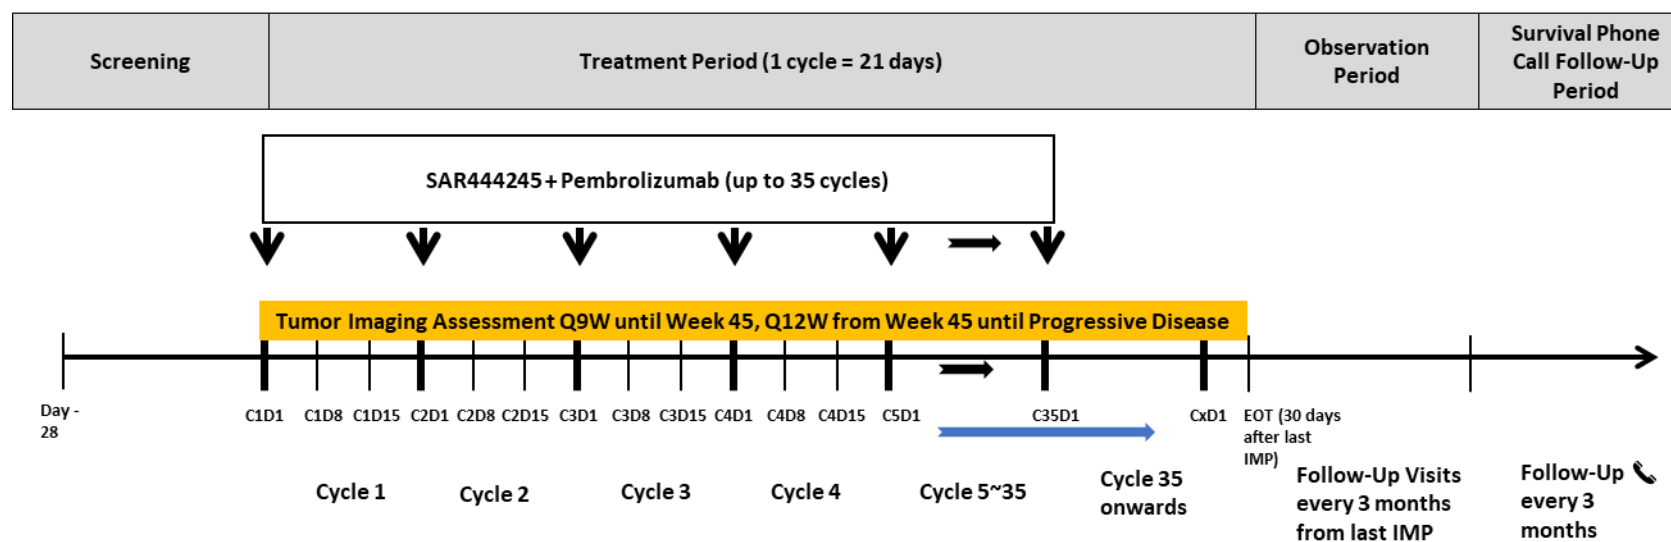 Screening
Treatment Period (1 cycle = 21 days)
Observation
Period
Survival Phone
Call Follow-Up
Period
SAR444245 + Pembrolizumab (up to 35 cycles)
Tumor Imaging Assessment Q9W until Week 45, Q12W from Week 45 until Progressive Disease
Day -
28
C1D1
C1D8
C1D15
C2D1
C2D8
C2D15
C3D1
C3D8
C3D15
C4D1
C4D8
C4D15
C5D1
C35D1
CxD1
EOT (30 days
after last
IMP)
Cycle 1
Cycle 2
Cycle 3
Cycle 4
Cycle 5~35
Cycle 35
onwards
Follow-Up Visits
every 3 months
from last IMP
Follow-Up
every 3
months